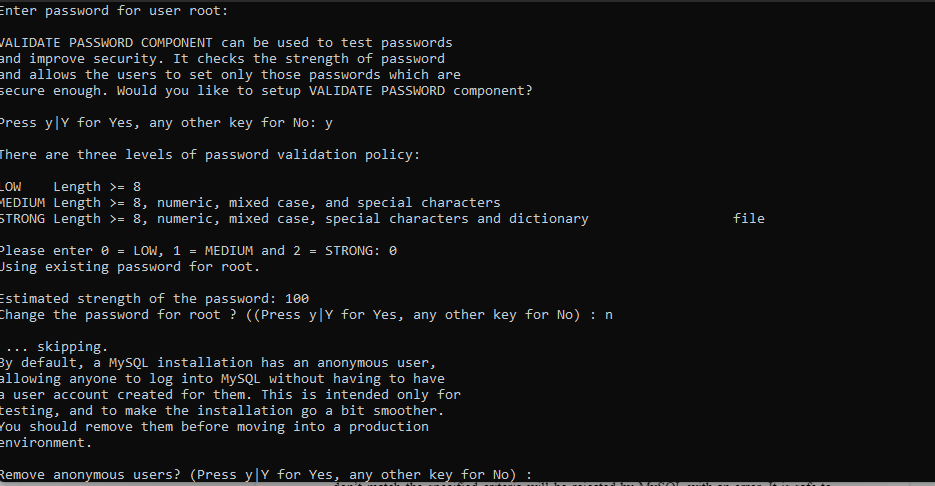 Enter password for user root:
VALIDATE PASSWORD COMPONENT can be used to test passwords
and improve security. It checks the strength of password
and allows the users to set only those passwords which are
secure enough. Would you like to setup VALIDATE PASSWORD component?
Press y|Y for Yes, any other key for No: y
There are three levels of password validation policy:
LOW    Length >= 8
MEDIUM Length >= 8, numeric, mixed case, and special characters
STRONG Length >= 8, numeric, mixed case, special characters and dictionary                  file
Please enter 0 = LOW, 1 = MEDIUM and 2 = STRONG: 0
Using existing password for root.
Estimated strength of the password: 100
Change the password for root ? ((Press y|Y for Yes, any other key for No) : n
... skipping.
By default, a MySQL installation has an anonymous user,
allowing anyone to log into MySQL without having to have
a user account created for them. This is intended only for
testing, and to make the installation go a bit smoother.
You should remove them before moving into a production
environment.
Remove anonymous users? (Press y|Y for Yes, any other key for No) :